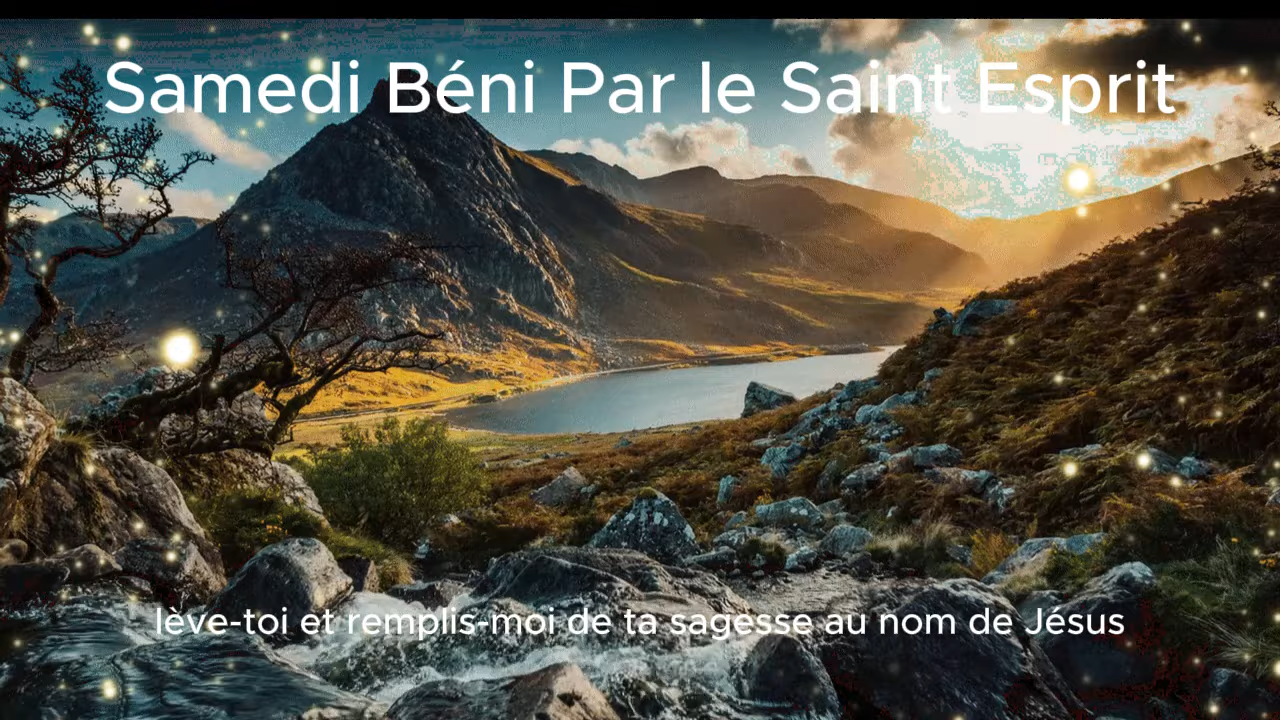 Samedi Béni Par le Saint Esprit
lève-toi et remplis-moi de ta sagesse au nom de Jésus